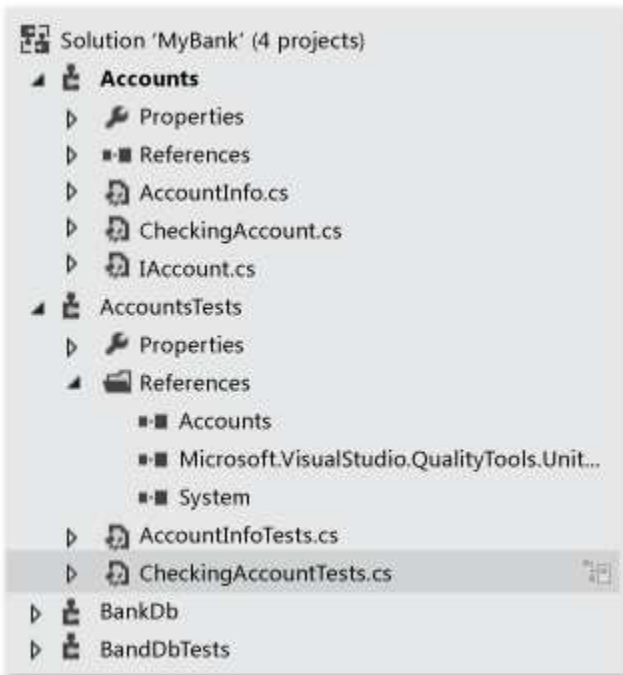 Solution 'MyBank' (4 projects)
Accounts
Properties
References
AccountInfo.cs
CheckingAccount.cs
IAccount.cs
AccountsTests
Properties
References
Accounts
Microsoft.VisualStudio.QualityTools.Unit...
System
AccountInfoTests.cs
CheckingAccountTests.cs
BankDb
BandDbTests